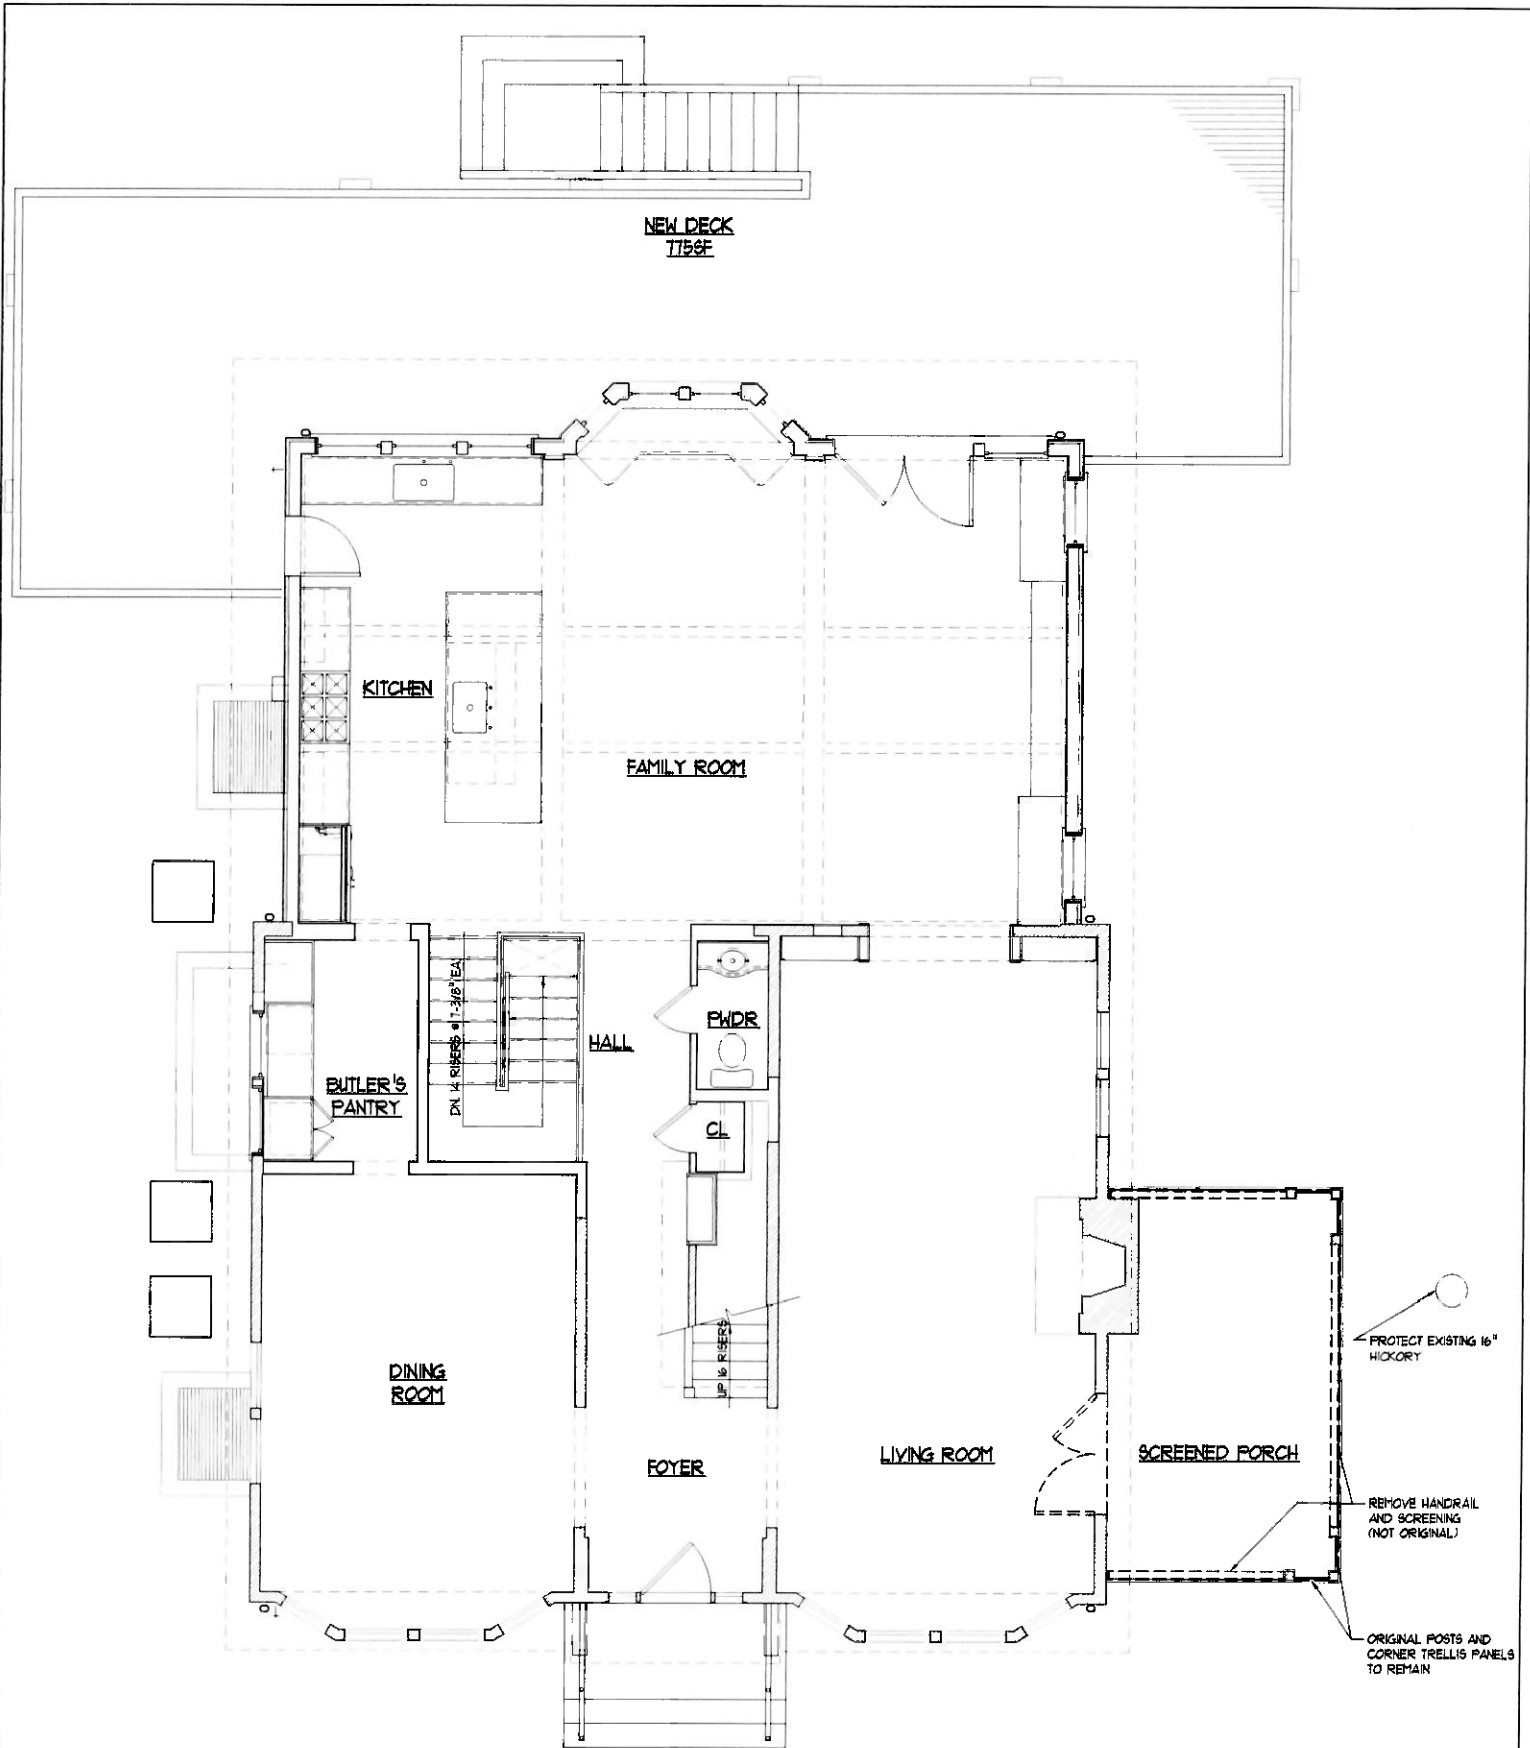 NEW DECK
775SF
KITCHEN
FAMILY ROOM
DN. 14 RISERS @ 7-3/8" EA.
HALL
PWDR
BUTLER'S
PANTRY
CL
UP 16 RISERS
DINING
ROOM
FOYER
LIVING ROOM
SCREENED PORCH
PROTECT EXISTING 16"
HICKORY
REMOVE HANDRAIL
AND SCREENING
(NOT ORIGINAL)
ORIGINAL POSTS AND
CORNER TRELLIS PANELS
TO REMAIN